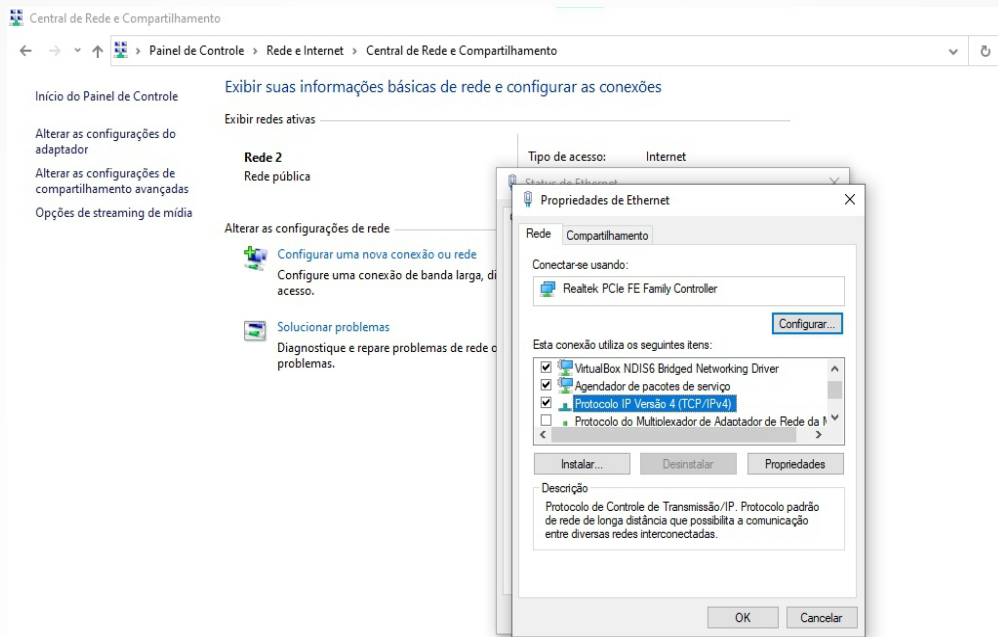 Central de Rede e Compartilhamento
Painel de Controle › Rede e Internet › Central de Rede e Compartilhamento
Início do Painel de Controle
Alterar as configurações do
adaptador
Alterar as configurações de
compartilhamento avançadas
Opções de streaming de mídia
Exibir suas informações básicas de rede e configurar as conexões
Exibir redes ativas
Rede 2
Rede pública
Tipo de acesso: Internet
Alterar as configurações de rede
Configurar uma nova conexão ou rede
Configure uma conexão de banda larga, di
acesso.
Solucionar problemas
Diagnostique e repare problemas de rede o
problemas.
Status de Ethernet
Propriedades de Ethernet
Rede Compartilhamento
Conectar-se usando:
Realtek PCIe FE Family Controller
Configurar...
Esta conexão utiliza os seguintes itens:
VirtualBox NDIS6 Bridged Networking Driver
Agendador de pacotes de serviço
Protocolo IP Versão 4 (TCP/IPv4)
Protocolo do Multiplexador de Adaptador de Rede da M
Instalar... Desinstalar Propriedades
Descrição
Protocolo de Controle de Transmissão/IP. Protocolo padrão
de rede de longa distância que possibilita a comunicação
entre diversas redes interconectadas.
OK Cancelar